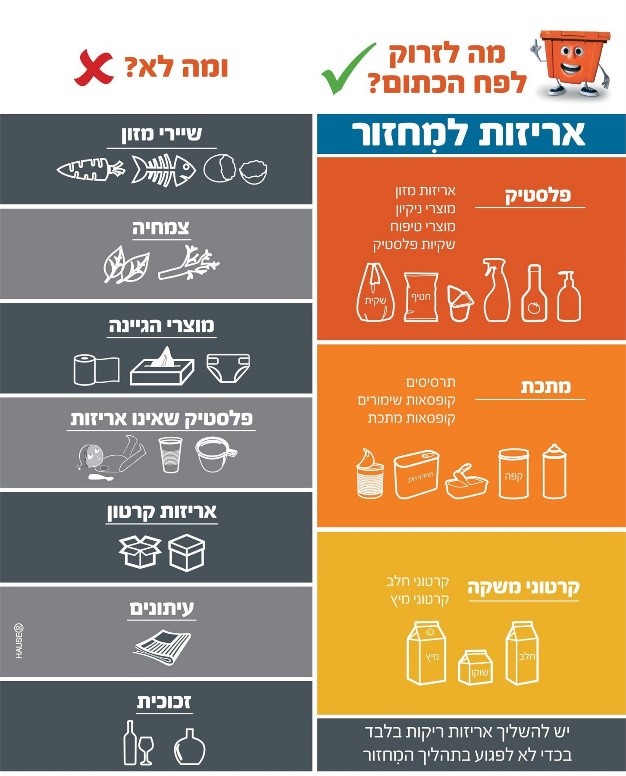 מה לזרוק
לפח הכתום?
אריזות למִחזור
פלסטיק
אריזות מזון
מוצרי ניקיון
מוצרי טיפוח
שקיות פלסטיק
שקית
חטיף
מתכת
תרסיסים
קופסאות שימורים
קופסאות מתכת
קפה
קרטוני משקה
קרטוני חלב
קרטוני מיץ
מיץ
שוקו
חלב
יש להשליך אריזות ריקות בלבד
בכדי לא לפגוע בתהליך המִחזור
ומה לא?
שיירי מזון
צמחיה
מוצרי הגיינה
פלסטיק שאינו אריזות
אריזות קרטון
עיתונים
זכוכית
HAUSE®